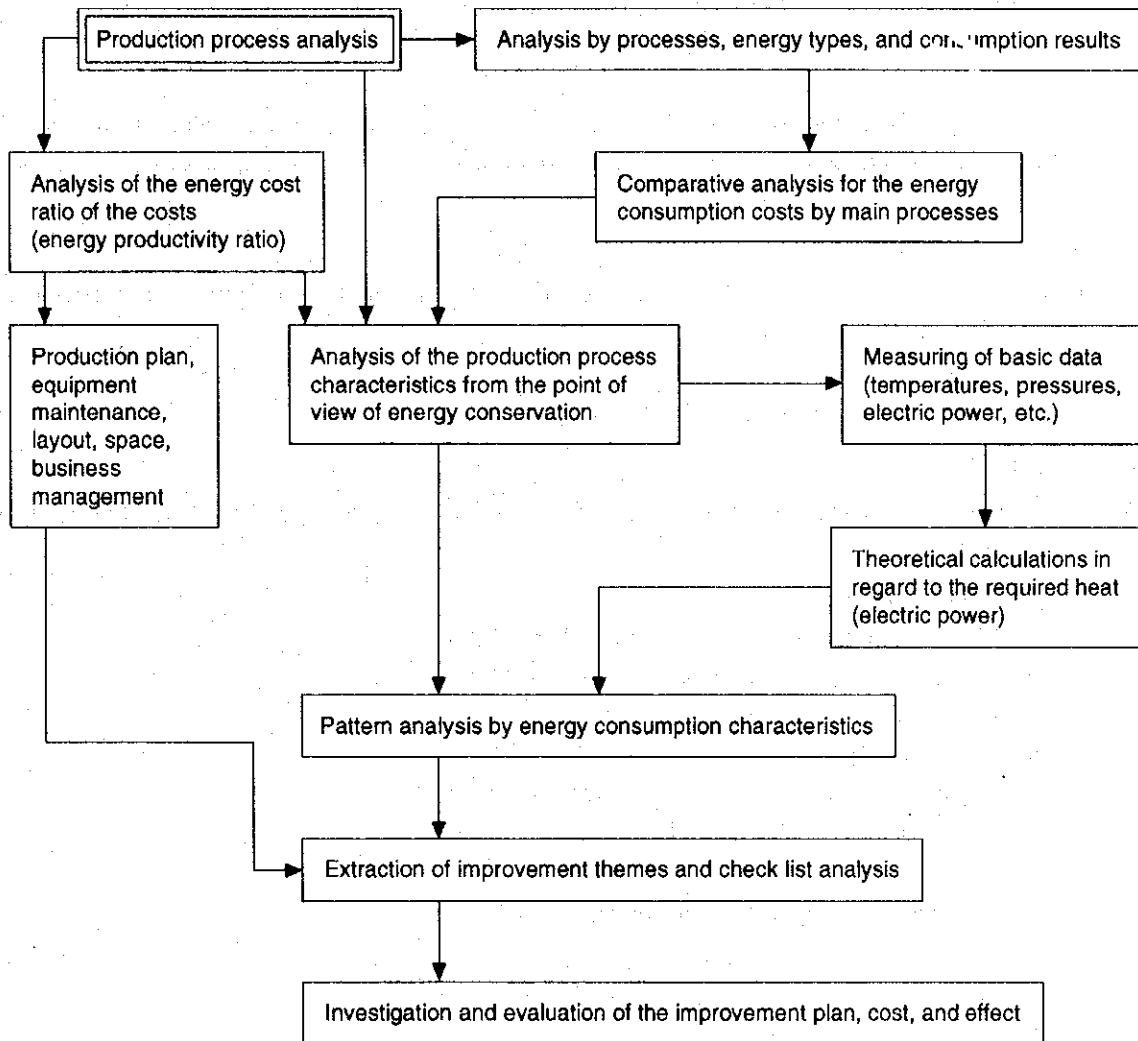 Production process analysis
Analysis by processes, energy types, and consumption results
Analysis of the energy cost
ratio of the costs
(energy productivity ratio)
Comparative analysis for the energy
consumption costs by main processes
Production plan,
equipment
maintenance,
layout, space,
business
management
Analysis of the production process
characteristics from the point of
view of energy conservation
Measuring of basic data
(temperatures, pressures,
electric power, etc.)
Theoretical calculations in
regard to the required heat
(electric power)
Pattern analysis by energy consumption characteristics
Extraction of improvement themes and check list analysis
Investigation and evaluation of the improvement plan, cost, and effect